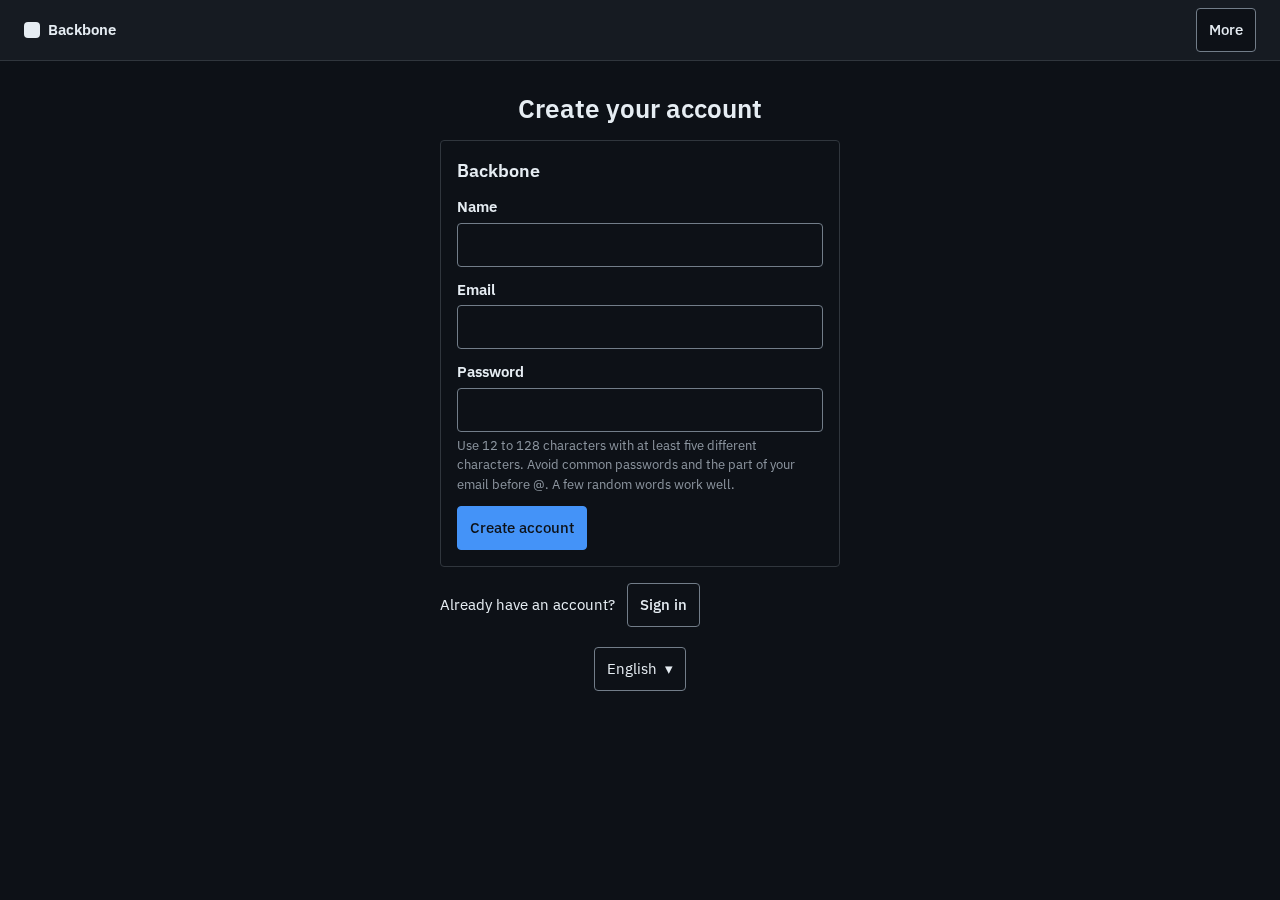 Backbone
More
Create your account
Backbone
Name
Email
Password
Use 12 to 128 characters with at least five different
characters. Avoid common passwords and the part of your
email before @. A few random words work well.
Create account
Already have an account? Sign in
English ▾